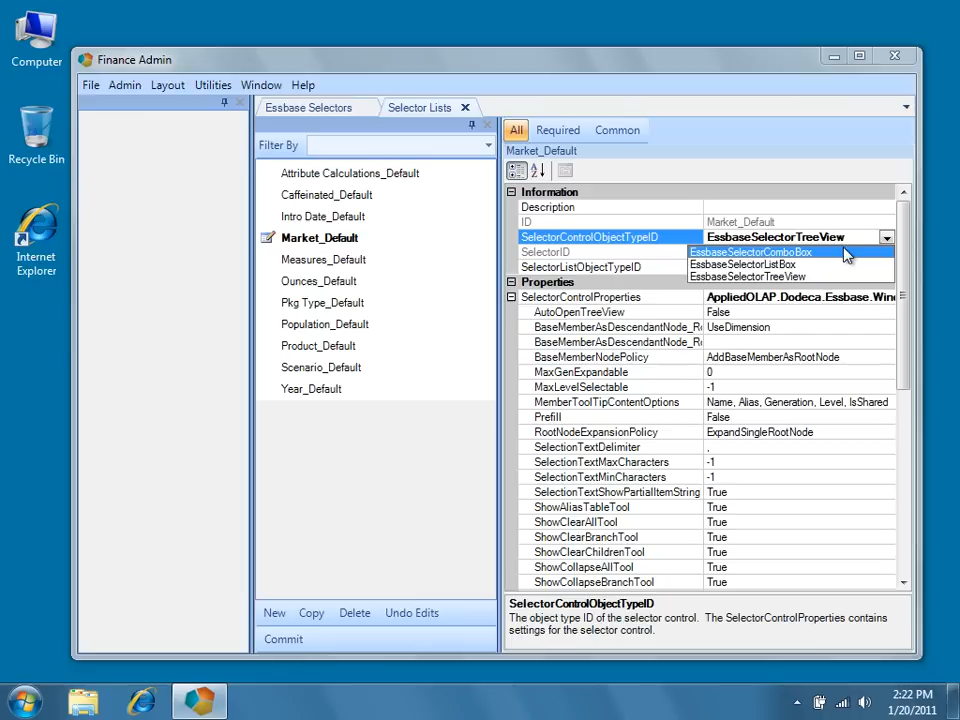 Computer
Recycle Bin
Internet
Explorer
Finance Admin
File Admin Layout Utilities Window Help
Essbase Selectors
Selector Lists
Filter By
Attribute Calculations_Default
Caffeinated_Default
Intro Date_Default
Market_Default
Measures_Default
Ounces_Default
Pkg Type_Default
Population_Default
Product_Default
Scenario_Default
Year_Default
New Copy Delete Undo Edits
Commit
All Required Common
Market_Default
Information
Description
ID Market_Default
SelectorControlObjectTypeID EssbaseSelectorTreeView
SelectorID
SelectorListObjectTypeID
EssbaseSelectorComboBox
EssbaseSelectorListBox
EssbaseSelectorTreeView
Properties
SelectorControlProperties AppliedOLAP.Dodeca.Essbase.Win
AutoOpenTreeView False
BaseMemberAsDescendantNode_R UseDimension
BaseMemberAsDescendantNode_R
BaseMemberNodePolicy AddBaseMemberAsRootNode
MaxGenExpandable 0
MaxLevelSelectable -1
MemberToolTipContentOptions Name, Alias, Generation, Level, IsShared
Prefill False
RootNodeExpansionPolicy ExpandSingleRootNode
SelectionTextDelimiter ,
SelectionTextMaxCharacters -1
SelectionTextMinCharacters -1
SelectionTextShowPartialItemString True
ShowAliasTableTool True
ShowClearAllTool True
ShowClearBranchTool True
ShowClearChildrenTool True
ShowCollapseAllTool True
ShowCollapseBranchTool True
SelectorControlObjectTypeID
The object type ID of the selector control. The SelectorControlProperties contains
settings for the selector control.
2:22 PM
1/20/2011